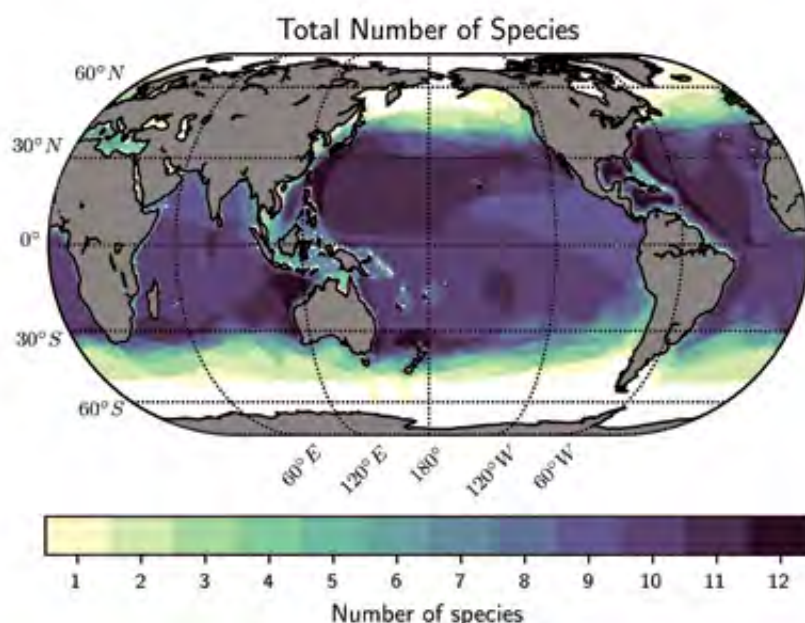 Total Number of Species
60°N
30°N
0°
30°S
60°S
60°E 120°E 180° 120°W 60°W
1 2 3 4 5 6 7 8 9 10 11 12
Number of species